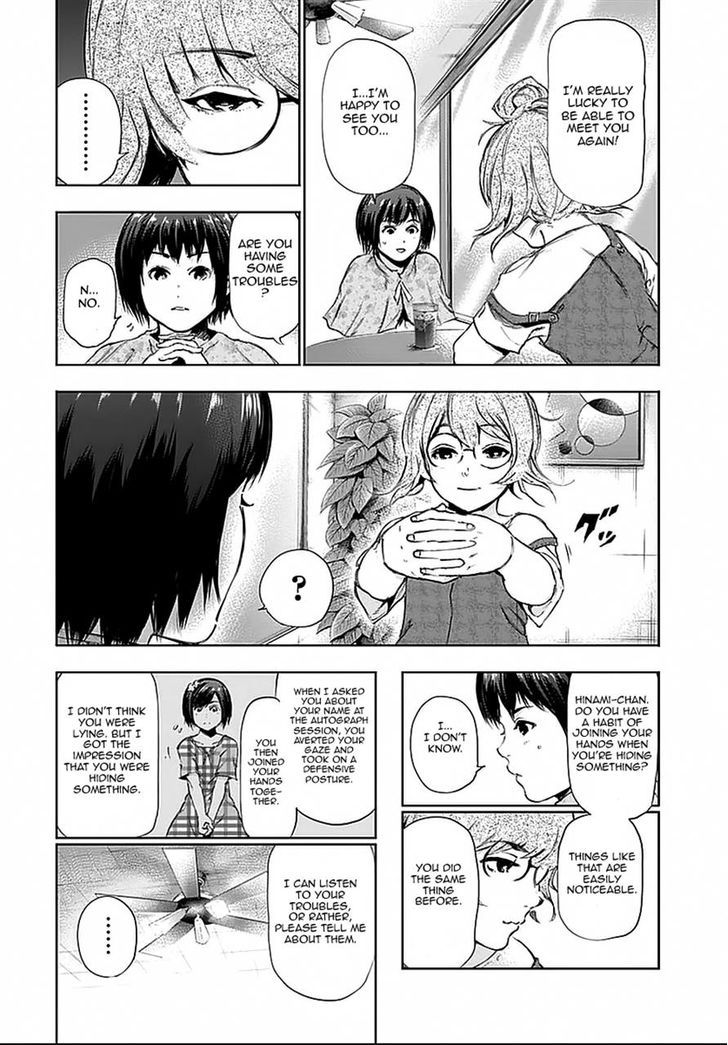 I'M REALLY
LUCKY TO
BE ABLE TO
MEET YOU
AGAIN!
I...I'M
HAPPY TO
SEE YOU
TOO...
ARE YOU
HAVING
SOME
TROUBLES
?
N...
NO.
グッ
?
HINAMI-CHAN.
DO YOU HAVE
A HABIT OF
JOINING YOUR
HANDS WHEN
YOU'RE HIDING
SOMETHING?
I...
I DON'T
KNOW.
THINGS LIKE
THAT ARE
EASILY
NOTICEABLE.
YOU DID
THE SAME
THING
BEFORE.
WHEN I ASKED
YOU ABOUT
YOUR NAME AT
THE AUTOGRAPH
SESSION, YOU
AVERTED YOUR
GAZE AND
TOOK ON A
DEFENSIVE
POSTURE.
YOU
THEN
JOINED
YOUR
HANDS
TOGE-
THER.
I DIDN'T THINK
YOU WERE
LYING. BUT I
GOT THE
IMPRESSION
THAT YOU WERE
HIDING
SOMETHING.
I CAN LISTEN
TO YOUR
TROUBLES,
OR RATHER,
PLEASE TELL ME
ABOUT THEM.